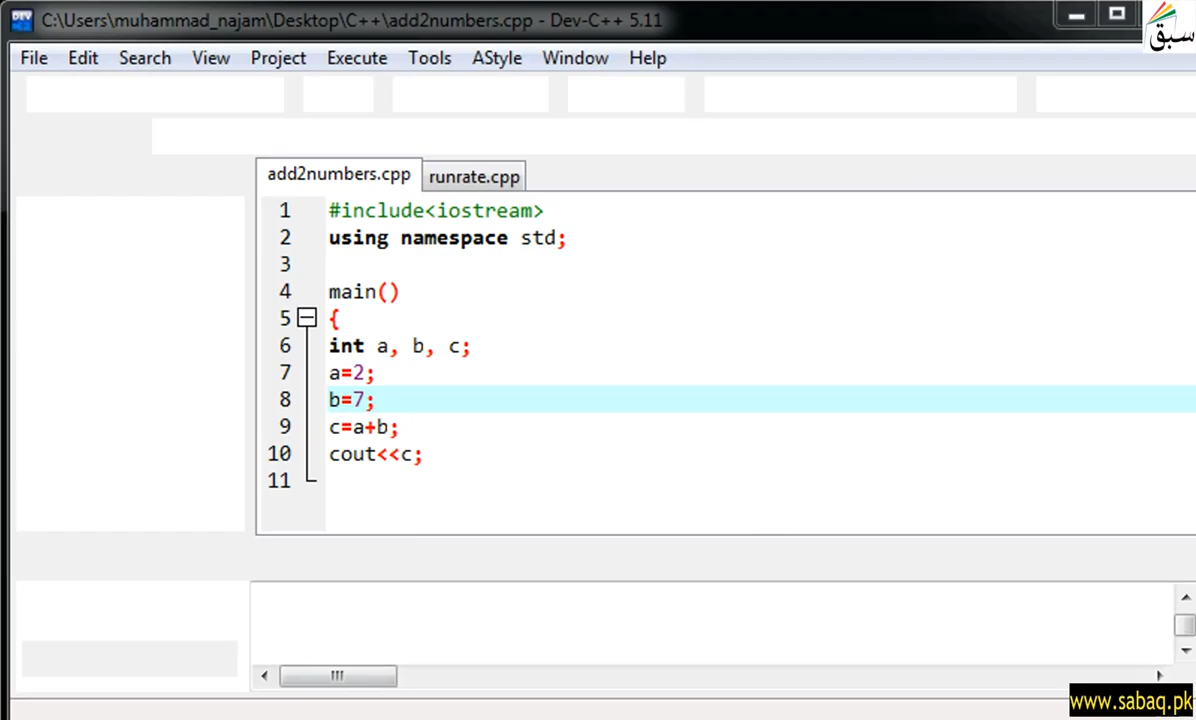 C:\Users\muhammad_najam\Desktop\C++\add2numbers.cpp - Dev-C++ 5.11
سبق
File Edit Search View Project Execute Tools AStyle Window Help
add2numbers.cpp runrate.cpp
1 #include<iostream>
2 using namespace std;
3
4 main()
5 {
6 int a, b, c;
7 a=2;
8 b=7;
9 c=a+b;
10 cout<<c;
11
www.sabaq.pk